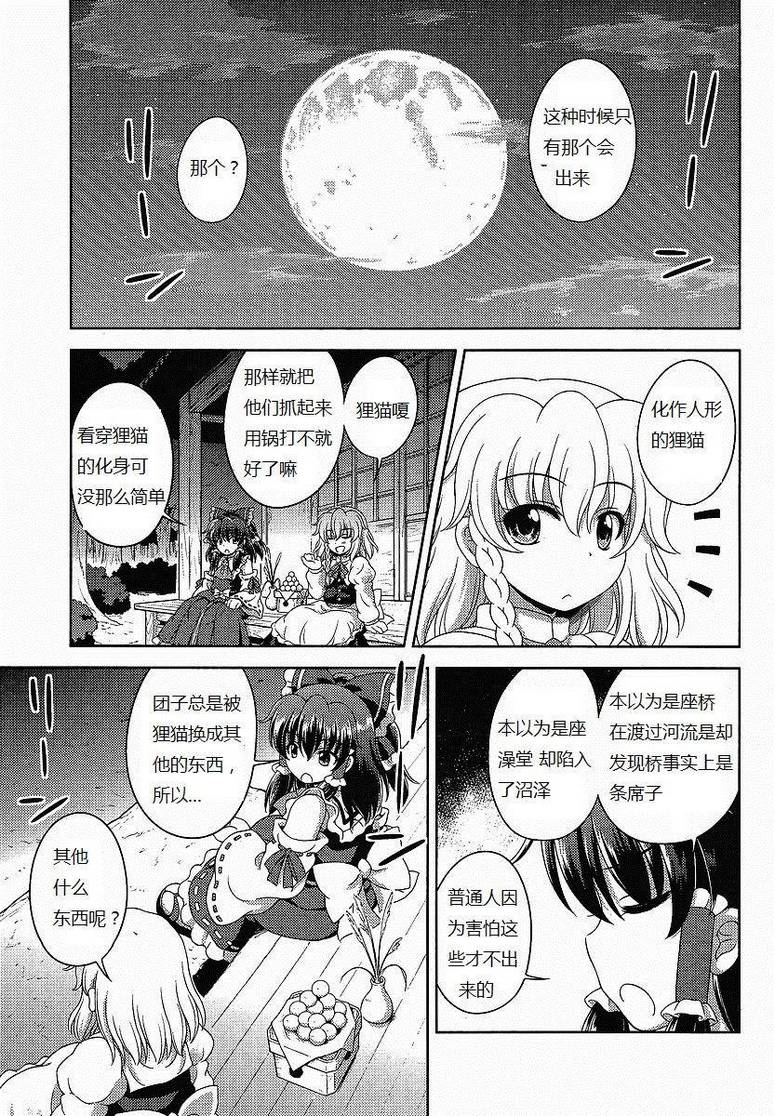 这种时候只
有那个会
出来
那个？
化作人形
的狸猫
狸猫嗄
那样就把
他们抓起来
用锅打不就
好了嘛
看穿狸猫
的化身可
没那么简单
本以为是座桥
在渡过河流是却
发现桥事实上是
条席子
本以为是座
澡堂 却陷入
了沼泽
普通人因
为害怕这
些才不出
来的
团子总是被
狸猫换成其
他的东西，
所以...
其他
什么
东西呢？